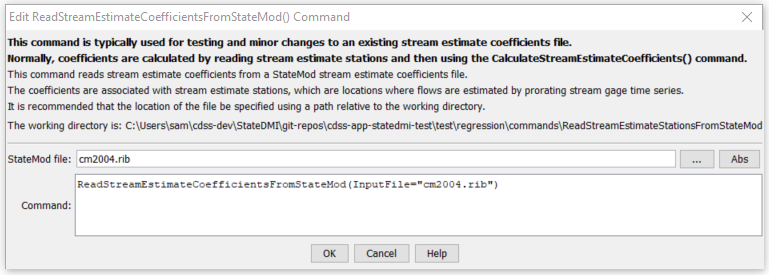 Edit ReadStreamEstimateCoefficientsFromStateMod() Command
This command is typically used for testing and minor changes to an existing stream estimate coefficients file.
Normally, coefficients are calculated by reading stream estimate stations and then using the CalculateStreamEstimateCoefficients() command.
This command reads stream estimate coefficients from a StateMod stream estimate coefficients file.
The coefficients are associated with stream estimate stations, which are locations where flows are estimated by prorating stream gage time series.
It is recommended that the location of the file be specified using a path relative to the working directory.
The working directory is: C:\Users\sam\cdss-dev\StateDMI\git-repos\cdss-app-statedmi-test\test\regression\commands\ReadStreamEstimateStationsFromStateMod
StateMod file: cm2004.rib ... Abs
ReadStreamEstimateCoefficientsFromStateMod(InputFile="cm2004.rib")
Command:
OK Cancel Help